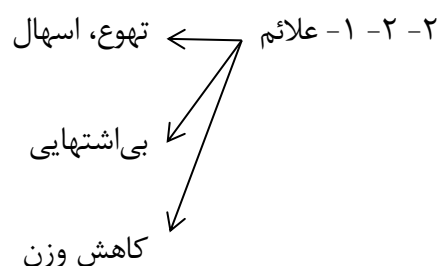 ۲- ۲- ۱- علائم
تهوع، اسهال
بی‌اشتهایی
کاهش وزن